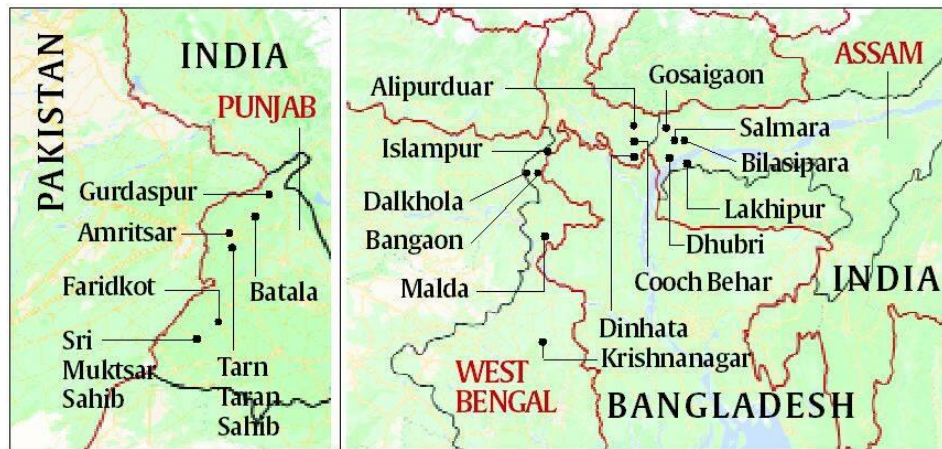 PAKISTAN
INDIA
PUNJAB
Gurdaspur
Amritsar
Faridkot
Batala
Sri
Muktsar
Sahib
Tarn
Taran
Sahib
ASSAM
Alipurduar
Gosaigaon
Islampur
Salmara
Bilasipara
Dalkhola
Lakhipur
Bangaon
Dhubri
Malda
Cooch Behar
INDIA
Dinhata
Krishnanagar
WEST
BENGAL
BANGLADESH